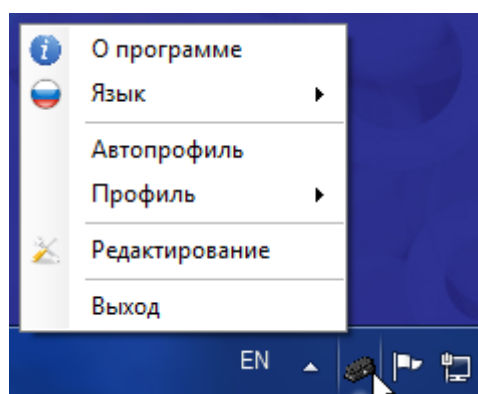 О программе
Язык
Автопрофиль
Профиль
Редактирование
Выход
EN